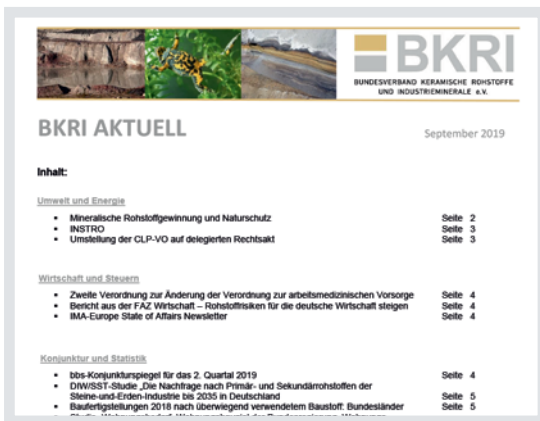 BKRI
BUNDESVERBAND KERAMISCHE ROHSTOFFE
UND INDUSTRIEMINERALE e.V.
BKRI AKTUELL
September 2019
Inhalt:
Umwelt und Energie
▪ Mineralische Rohstoffgewinnung und Naturschutz Seite 2
▪ INSTRO Seite 3
▪ Umstellung der CLP-VO auf delegierten Rechtsakt Seite 3
Wirtschaft und Steuern
▪ Zweite Verordnung zur Änderung der Verordnung zur arbeitsmedizinischen Vorsorge Seite 4
▪ Bericht aus der FAZ Wirtschaft – Rohstoffrisiken für die deutsche Wirtschaft steigen Seite 4
▪ IMA-Europe State of Affairs Newsletter Seite 4
Konjunktur und Statistik
▪ bbs-Konjunkturspiegel für das 2. Quartal 2019 Seite 4
▪ DIW/SST-Studie „Die Nachfrage nach Primär- und Sekundärrohstoffen der
Steine-und-Erden-Industrie bis 2035 in Deutschland Seite 5
▪ Baufertigstellungen 2018 nach überwiegend verwendetem Baustoff: Bundesländer Seite 5